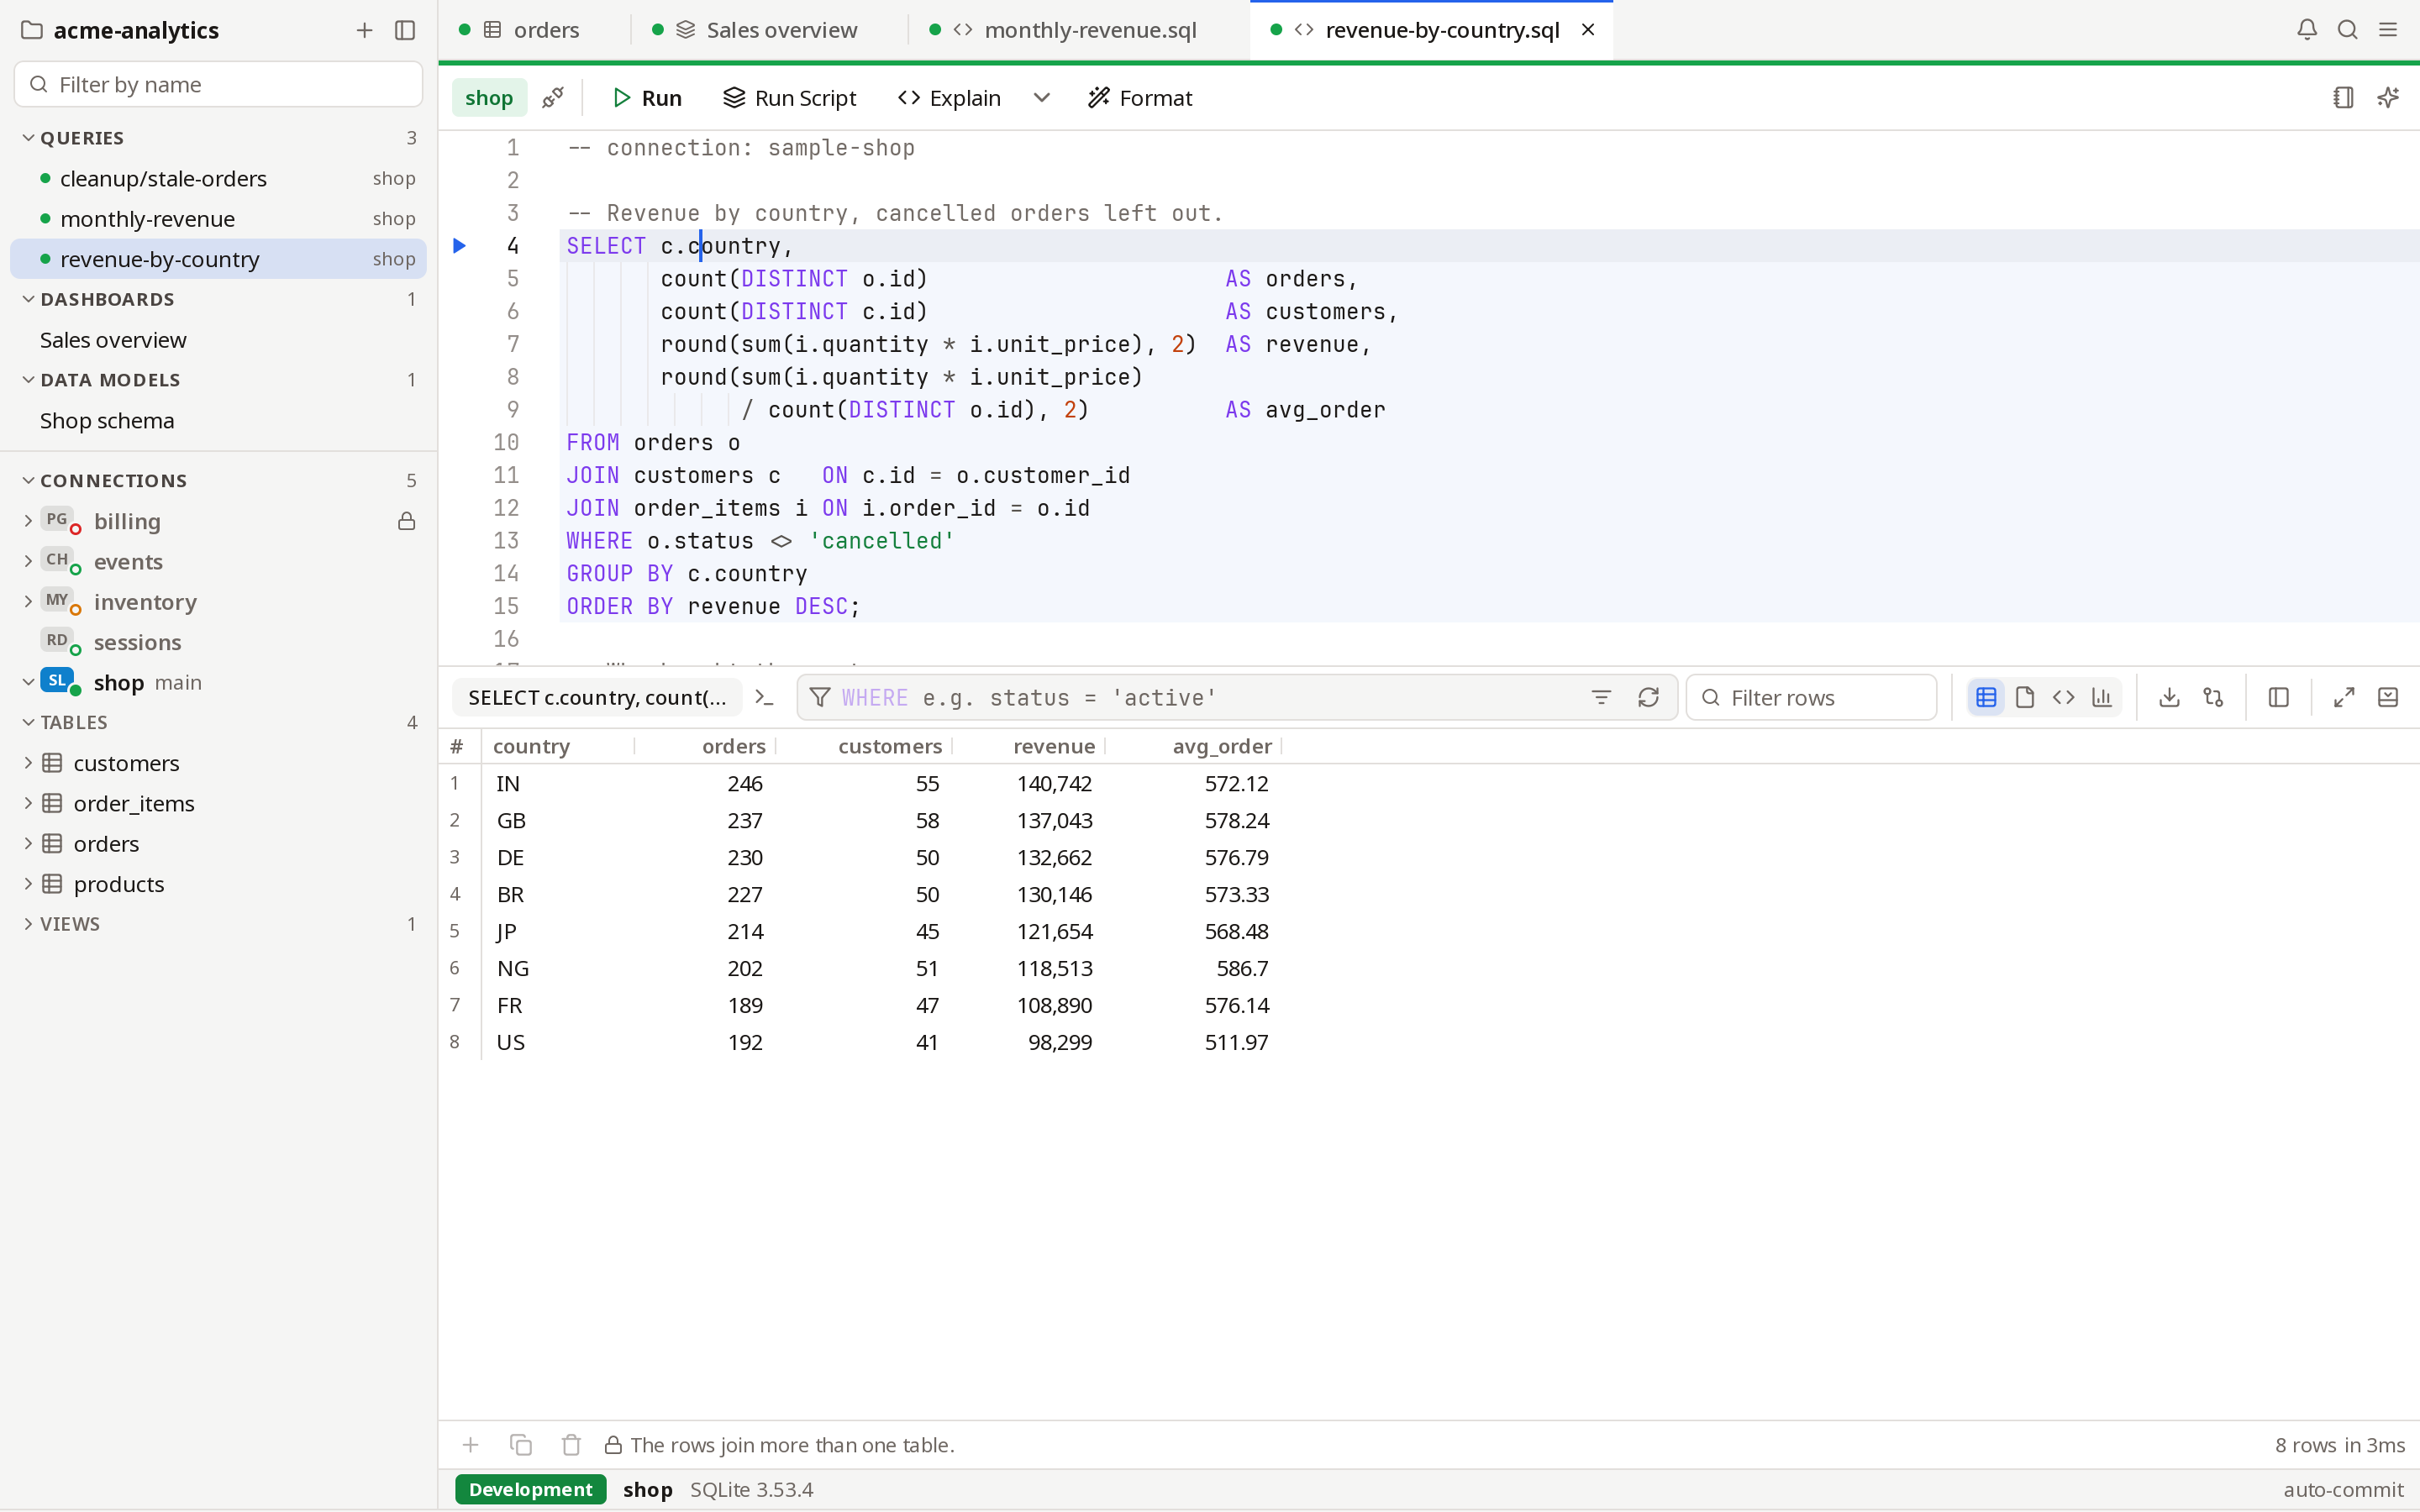 acme-analytics
Filter by name
QUERIES 3
cleanup/stale-orders shop
monthly-revenue shop
revenue-by-country shop
DASHBOARDS 1
Sales overview
DATA MODELS 1
Shop schema
CONNECTIONS 5
PG billing
CH events
MY inventory
RD sessions
SL shop main
TABLES 4
customers
order_items
orders
products
VIEWS 1
orders Sales overview monthly-revenue.sql revenue-by-country.sql
shop Run Run Script Explain Format
1 -- connection: sample-shop
2
3 -- Revenue by country, cancelled orders left out.
4 SELECT c.country,
5 count(DISTINCT o.id) AS orders,
6 count(DISTINCT c.id) AS customers,
7 round(sum(i.quantity * i.unit_price), 2) AS revenue,
8 round(sum(i.quantity * i.unit_price)
9 / count(DISTINCT o.id), 2) AS avg_order
10 FROM orders o
11 JOIN customers c ON c.id = o.customer_id
12 JOIN order_items i ON i.order_id = o.id
13 WHERE o.status <> 'cancelled'
14 GROUP BY c.country
15 ORDER BY revenue DESC;
16
SELECT c.country, count(... WHERE e.g. status = 'active' Filter rows
# country orders customers revenue avg_order
1 IN 246 55 140,742 572.12
2 GB 237 58 137,043 578.24
3 DE 230 50 132,662 576.79
4 BR 227 50 130,146 573.33
5 JP 214 45 121,654 568.48
6 NG 202 51 118,513 586.7
7 FR 189 47 108,890 576.14
8 US 192 41 98,299 511.97
The rows join more than one table. 8 rows in 3ms
Development shop SQLite 3.53.4 auto-commit